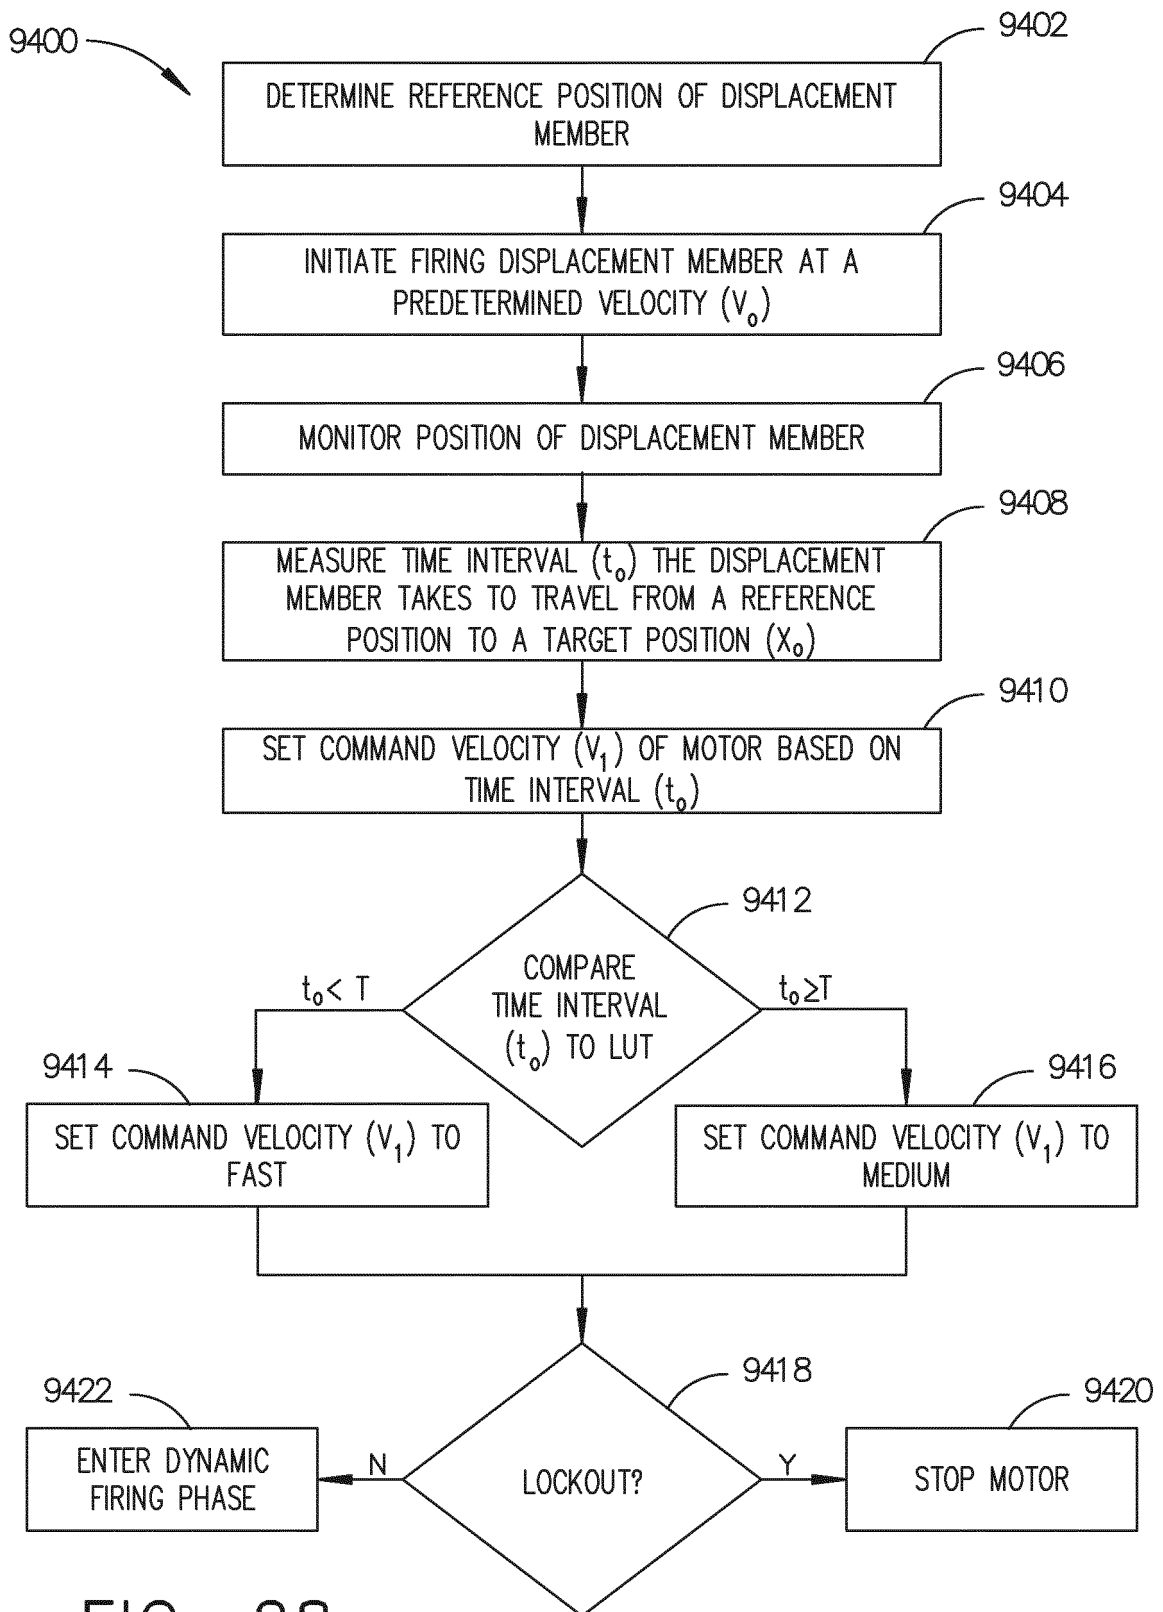 9400
9402
DETERMINE REFERENCE POSITION OF DISPLACEMENT
MEMBER
9404
INITIATE FIRING DISPLACEMENT MEMBER AT A
PREDETERMINED VELOCITY (V₀)
9406
MONITOR POSITION OF DISPLACEMENT MEMBER
9408
MEASURE TIME INTERVAL (t₀) THE DISPLACEMENT
MEMBER TAKES TO TRAVEL FROM A REFERENCE
POSITION TO A TARGET POSITION (X₀)
9410
SET COMMAND VELOCITY (V₁) OF MOTOR BASED ON
TIME INTERVAL (t₀)
9412
COMPARE
TIME INTERVAL
(t₀) TO LUT
t₀< T
t₀≥T
9414
SET COMMAND VELOCITY (V₁) TO
FAST
9416
SET COMMAND VELOCITY (V₁) TO
MEDIUM
9418
LOCKOUT?
N
Y
9422
ENTER DYNAMIC
FIRING PHASE
9420
STOP MOTOR
FIG.